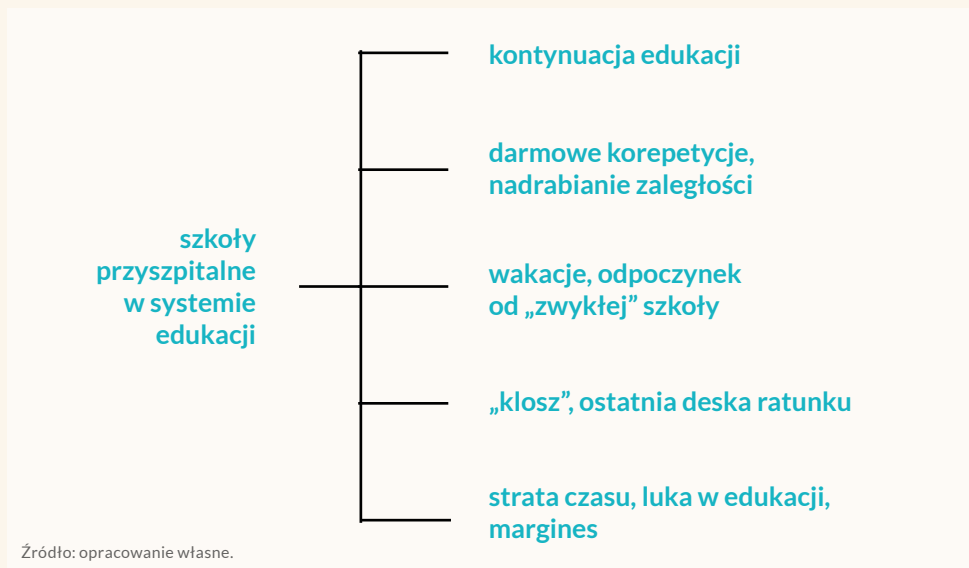 szkoły
przyszpitalne
w systemie
edukacji
kontynuacja edukacji
darmowe korepetycje,
nadrabianie zaległości
wakacje, odpoczynek
od „zwykłej” szkoły
„klosz”, ostatnia deska ratunku
strata czasu, luka w edukacji,
margines
Źródło: opracowanie własne.